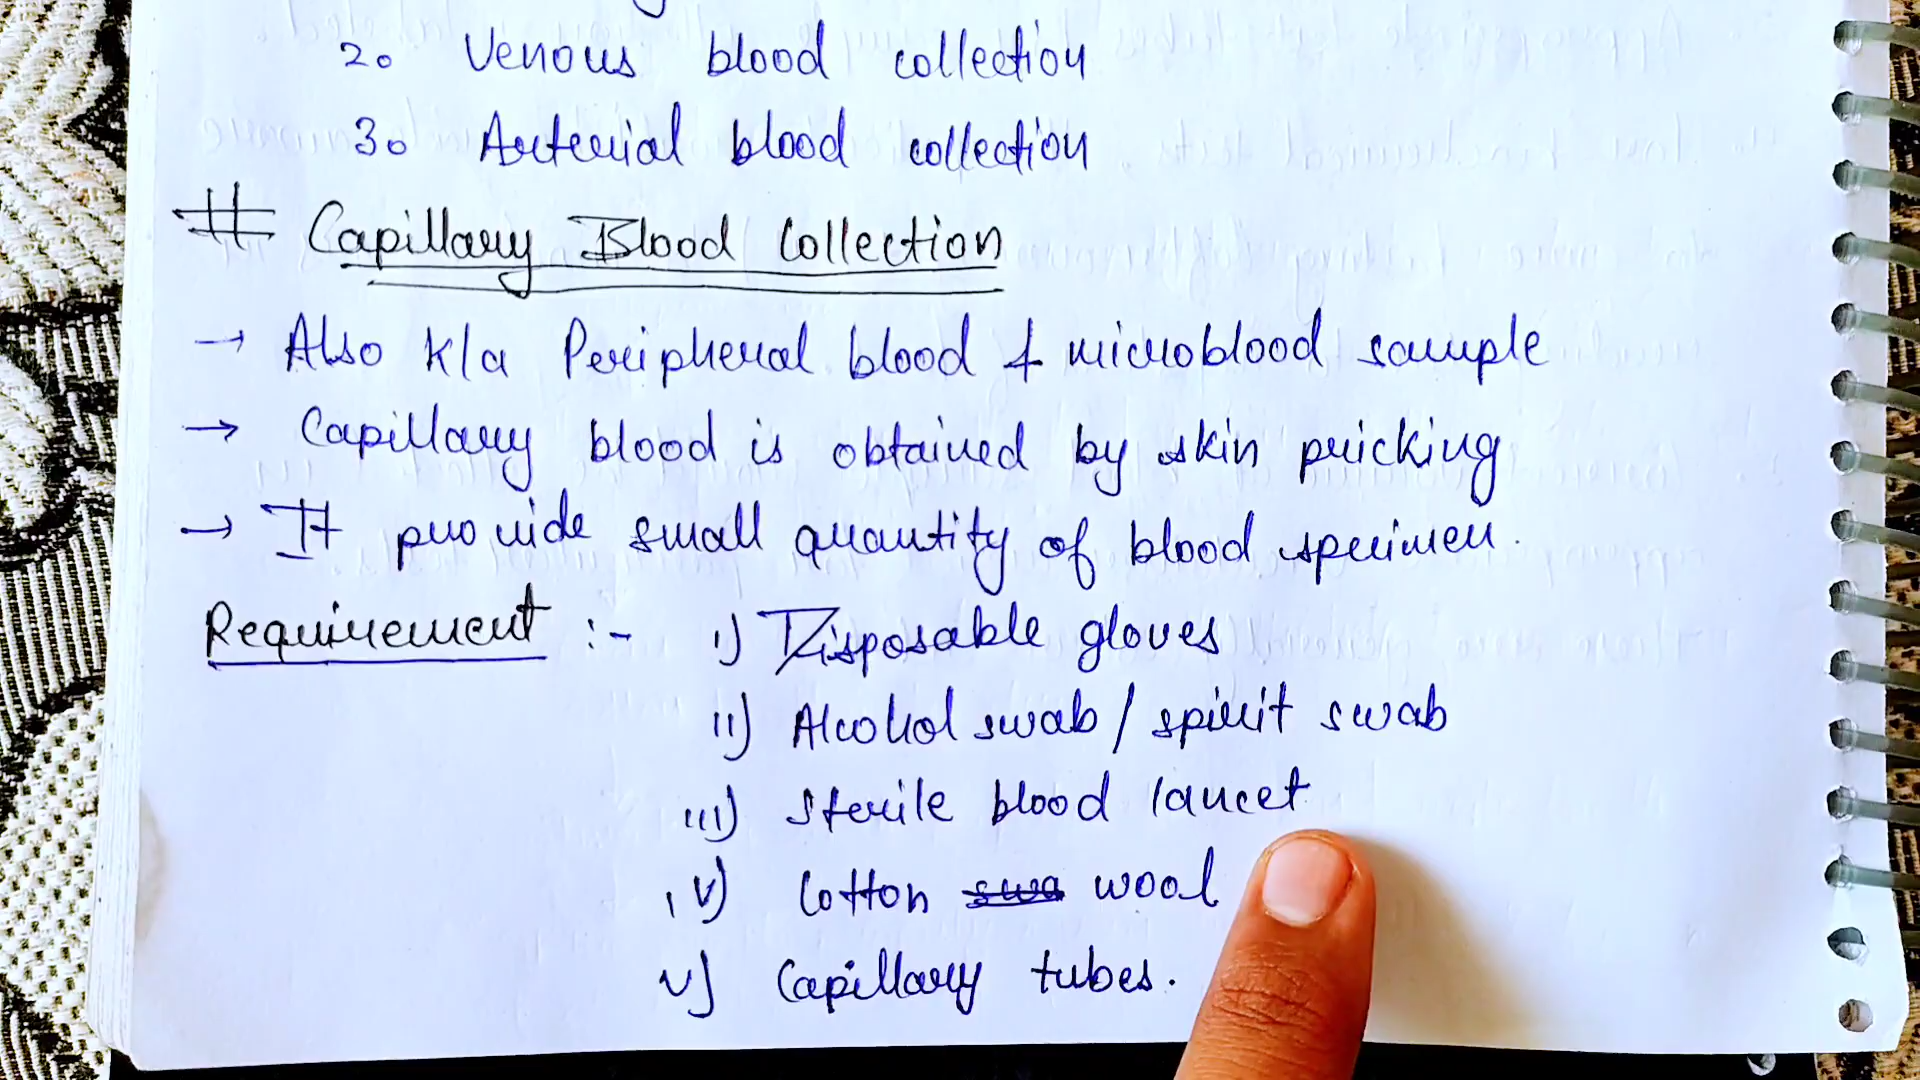 2. Venous blood collection
3. Arterial blood collection
# Capillary Blood Collection
→ Also k/a Peripheral blood & microblood sample
→ Capillary blood is obtained by skin pricking
→ It provide small quantity of blood specimen.
Requirement :- i) Disposable gloves
ii) Alcohol swab / spirit swab
iii) Sterile blood lancet
iv) Cotton swa wool
v) Capillary tubes.